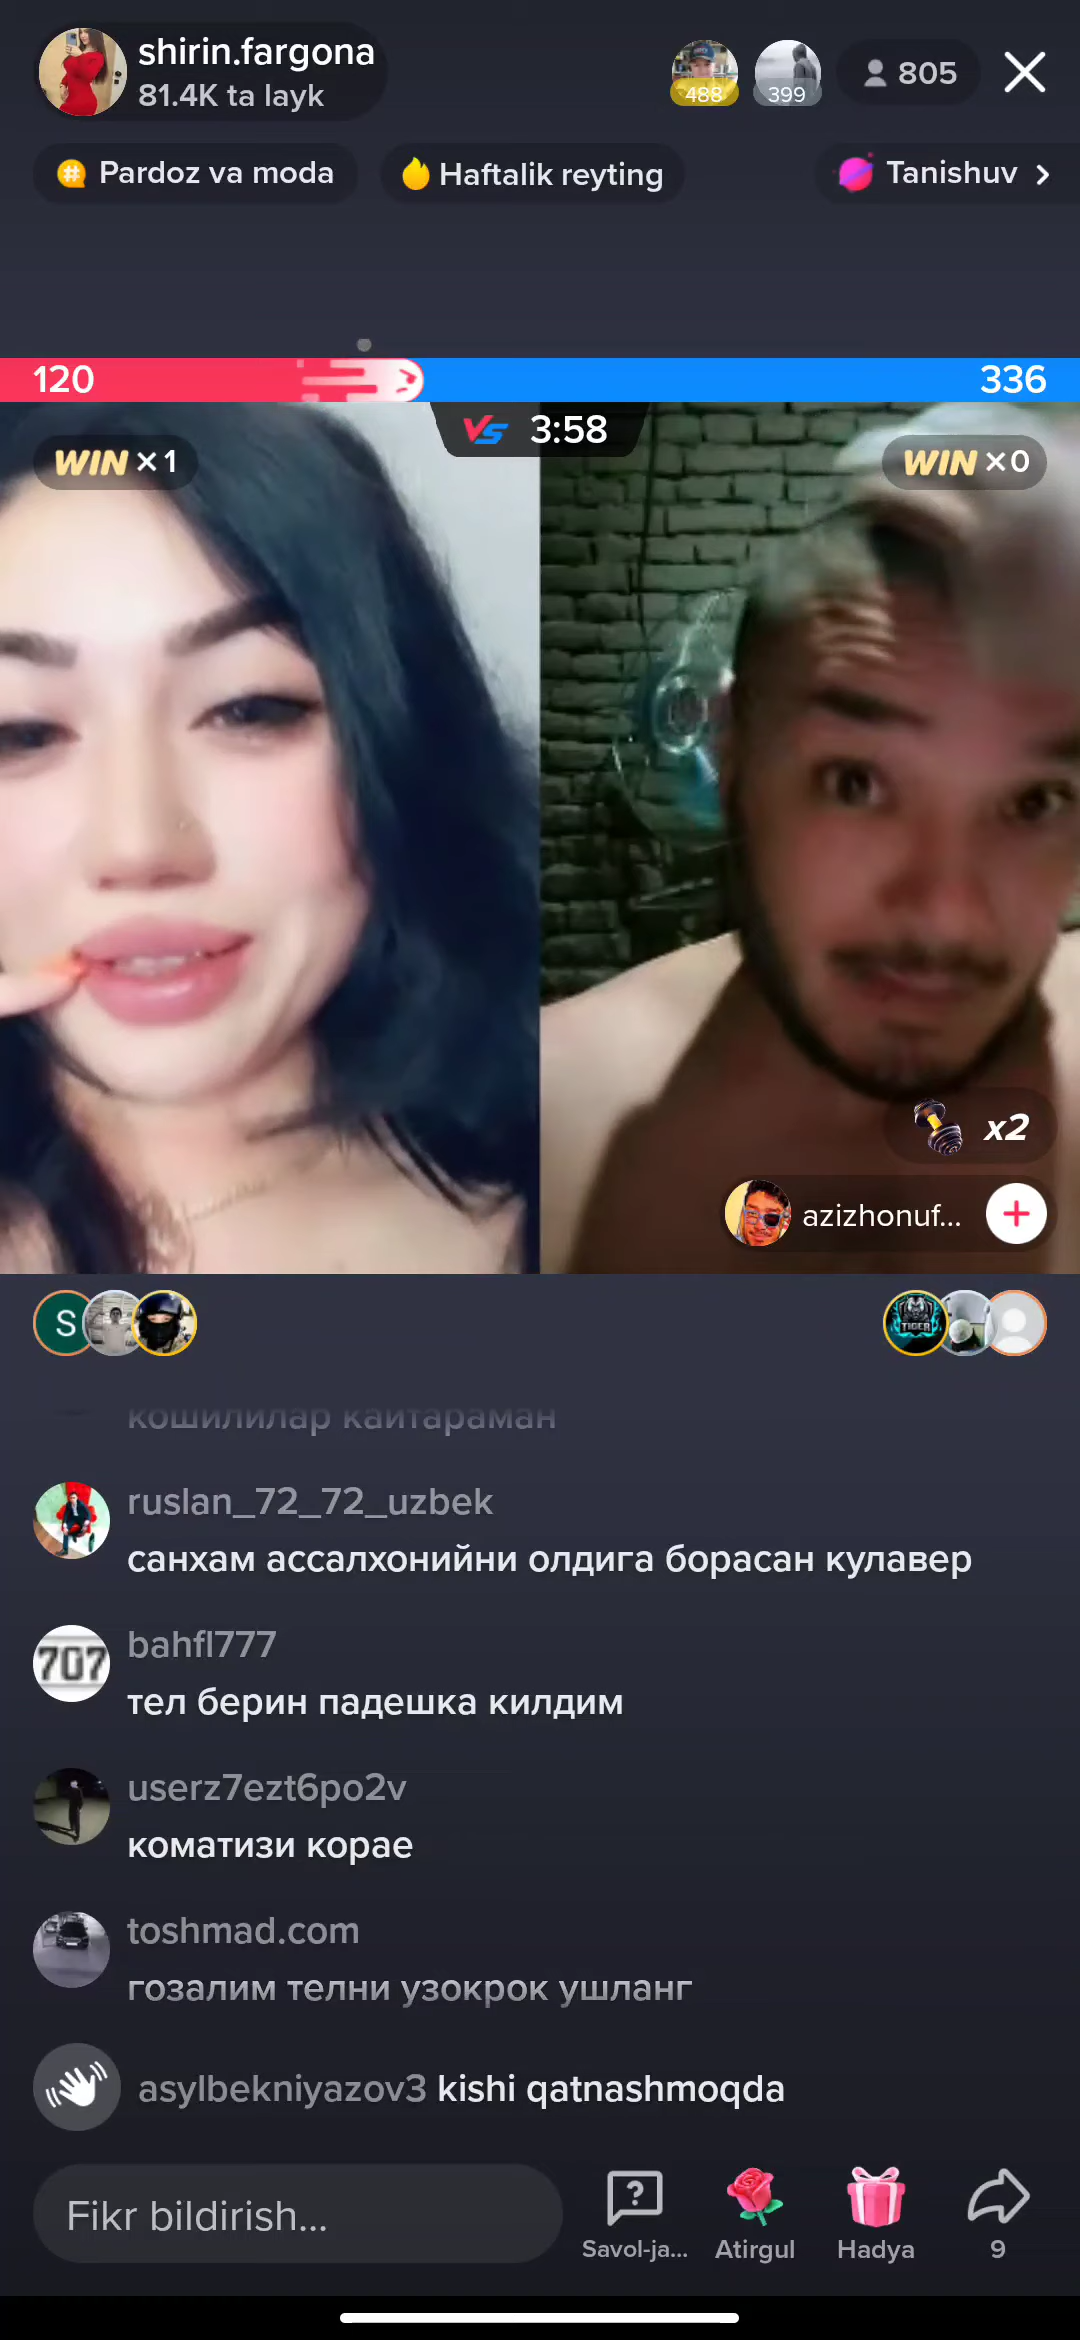 shirin.fargona
81.4K ta layk
488
399
805
Pardoz va moda
Haftalik reyting
Tanishuv
120
336
VS 3:58
WIN ×1
WIN ×0
x2
azizhonuf...
S
TIGER
кошилилар кайтараман
ruslan_72_72_uzbek
санхам ассалхонийни олдига борасан кулавер
707
bahfl777
тел берин падешка килдим
userz7ezt6po2v
коматизи корае
toshmad.com
гозалим телни узокрок ушланг
asylbekniyazov3 kishi qatnashmoqda
Fikr bildirish...
Savol-ja...
Atirgul
Hadya
9